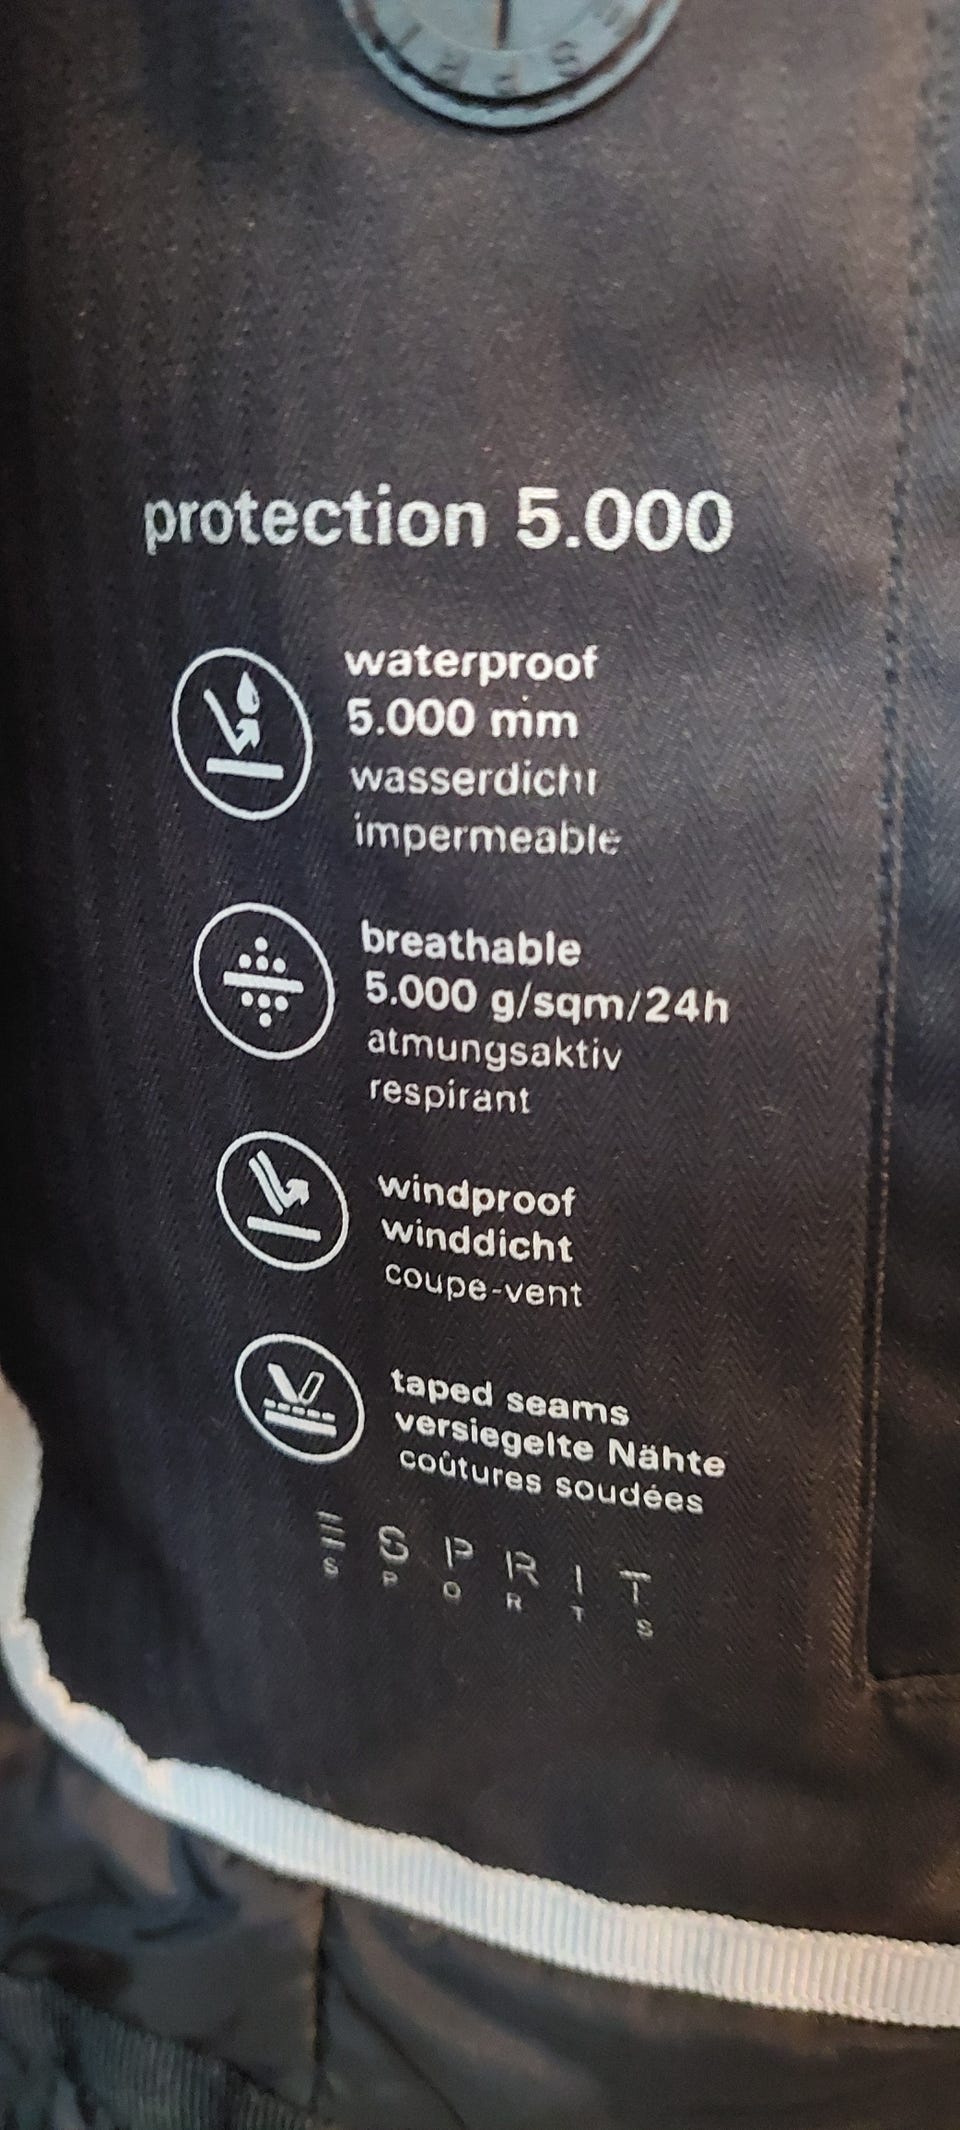 ESPRIT
protection 5.000
waterproof
5.000 mm
wasserdicht
impermeable
breathable
5.000 g/sqm/24h
atmungsaktiv
respirant
windproof
winddicht
coupe-vent
taped seams
versiegelte Nähte
coûtures soudées
ESPRIT
SPORTS